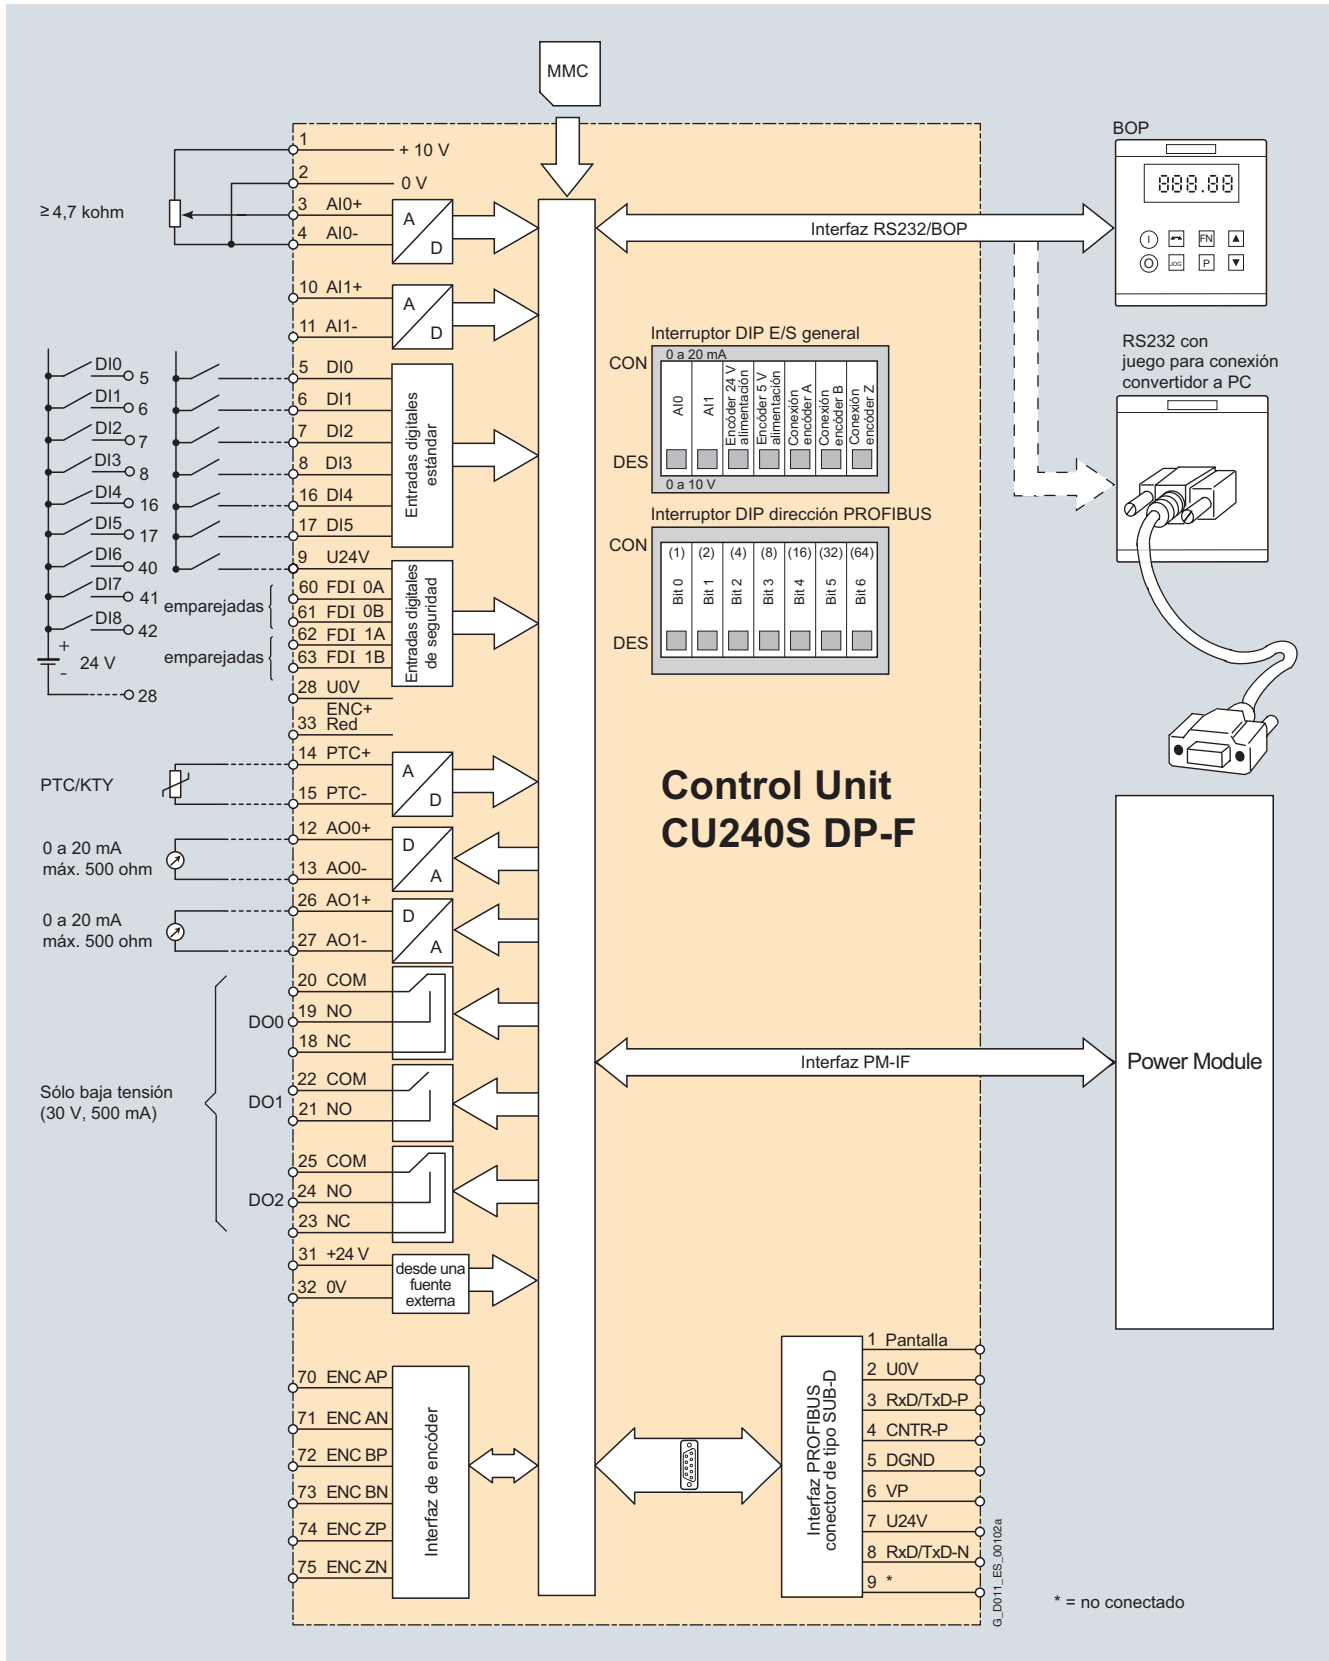 MMC
BOP
1
+ 10 V
2
0 V
≥ 4,7 kohm
3 AI0+
4 AI0-
A
D
10 AI1+
11 AI1-
A
D
Interfaz RS232/BOP
888.88
I
FN
O
JOG
P
RS232 con
juego para conexión
convertidor a PC
Interruptor DIP E/S general
CON
0 a 20 mA
AI0
AI1
Encóder 24 V
alimentación
Encóder 5 V
alimentación
Conexión
encóder A
Conexión
encóder B
Conexión
encóder Z
DES
0 a 10 V
Interruptor DIP dirección PROFIBUS
CON
(1) (2) (4) (8) (16) (32) (64)
Bit 0
Bit 1
Bit 2
Bit 3
Bit 4
Bit 5
Bit 6
DES
DI0 5
DI1 6
DI2 7
DI3 8
DI4 16
DI5 17
DI6 40
DI7 41
DI8 42
+
24 V
-
28
5 DI0
6 DI1
7 DI2
8 DI3
16 DI4
17 DI5
Entradas digitales
estándar
9 U24V
emparejadas
60 FDI 0A
61 FDI 0B
emparejadas
62 FDI 1A
63 FDI 1B
Entradas digitales
de seguridad
28 U0V
ENC+
33 Red
PTC/KTY
14 PTC+
15 PTC-
A
D
0 a 20 mA
máx. 500 ohm
12 AO0+
13 AO0-
D
A
0 a 20 mA
máx. 500 ohm
26 AO1+
27 AO1-
D
A
Control Unit
CU240S DP-F
Sólo baja tensión
(30 V, 500 mA)
DO0
20 COM
19 NO
18 NC
DO1
22 COM
21 NO
DO2
25 COM
24 NO
23 NC
Interfaz PM-IF
Power Module
31 +24 V
32 0V
desde una
fuente
externa
70 ENC AP
71 ENC AN
72 ENC BP
73 ENC BN
74 ENC ZP
75 ENC ZN
Interfaz de encóder
Interfaz PROFIBUS
conector de tipo SUB-D
1 Pantalla
2 U0V
3 RxD/TxD-P
4 CNTR-P
5 DGND
6 VP
7 U24V
8 RxD/TxD-N
9 *
G_D011_ES_00102a
* = no conectado